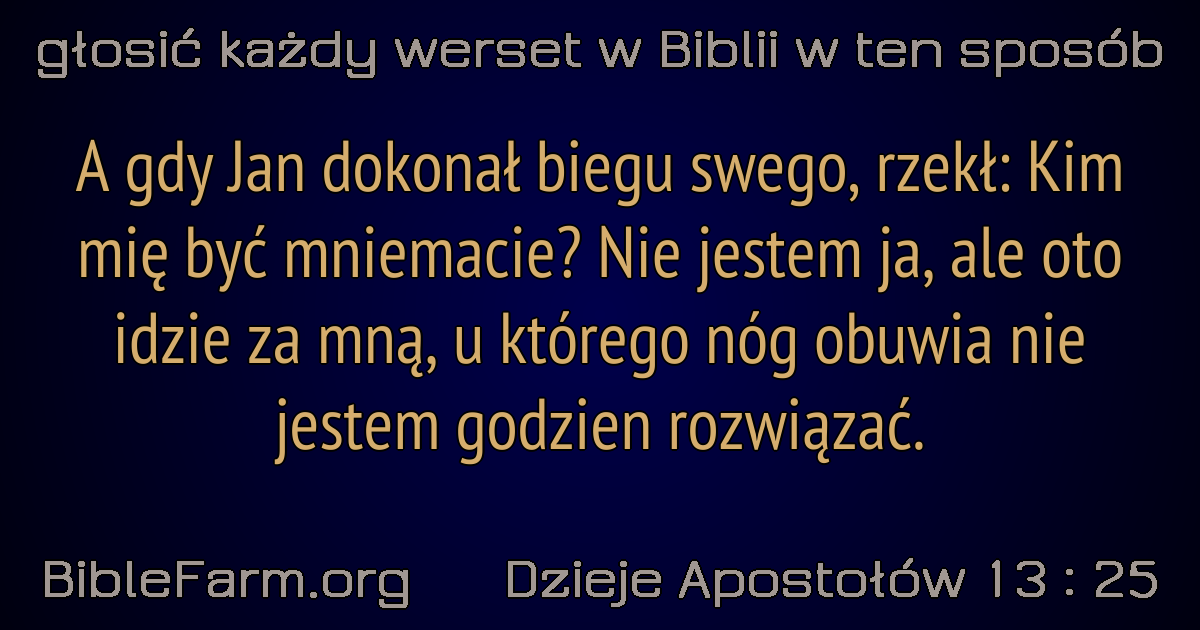 głosić każdy werset w Biblii w ten sposób
A gdy Jan dokonał biegu swego, rzekł: Kim
mię być mniemacie? Nie jestem ja, ale oto
idzie za mną, u którego nóg obuwia nie
jestem godzien rozwiązać.
BibleFarm.org Dzieje Apostołów 13 : 25